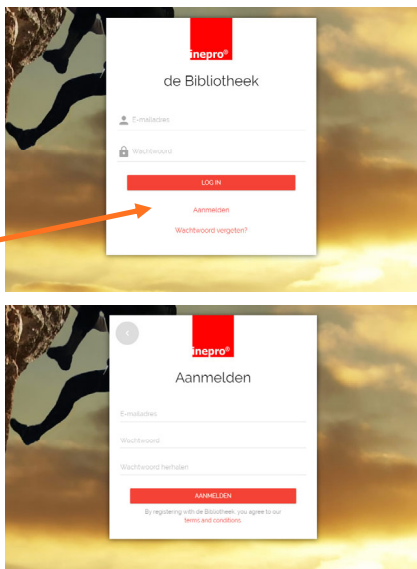 inepro®
de Bibliotheek
E-mailadres
Wachtwoord
LOG IN
Aanmelden
Wachtwoord vergeten?
inepro®
Aanmelden
E-mailadres
Wachtwoord
Wachtwoord herhalen
AANMELDEN
By registering with de Bibliotheek, you agree to our
terms and conditions.